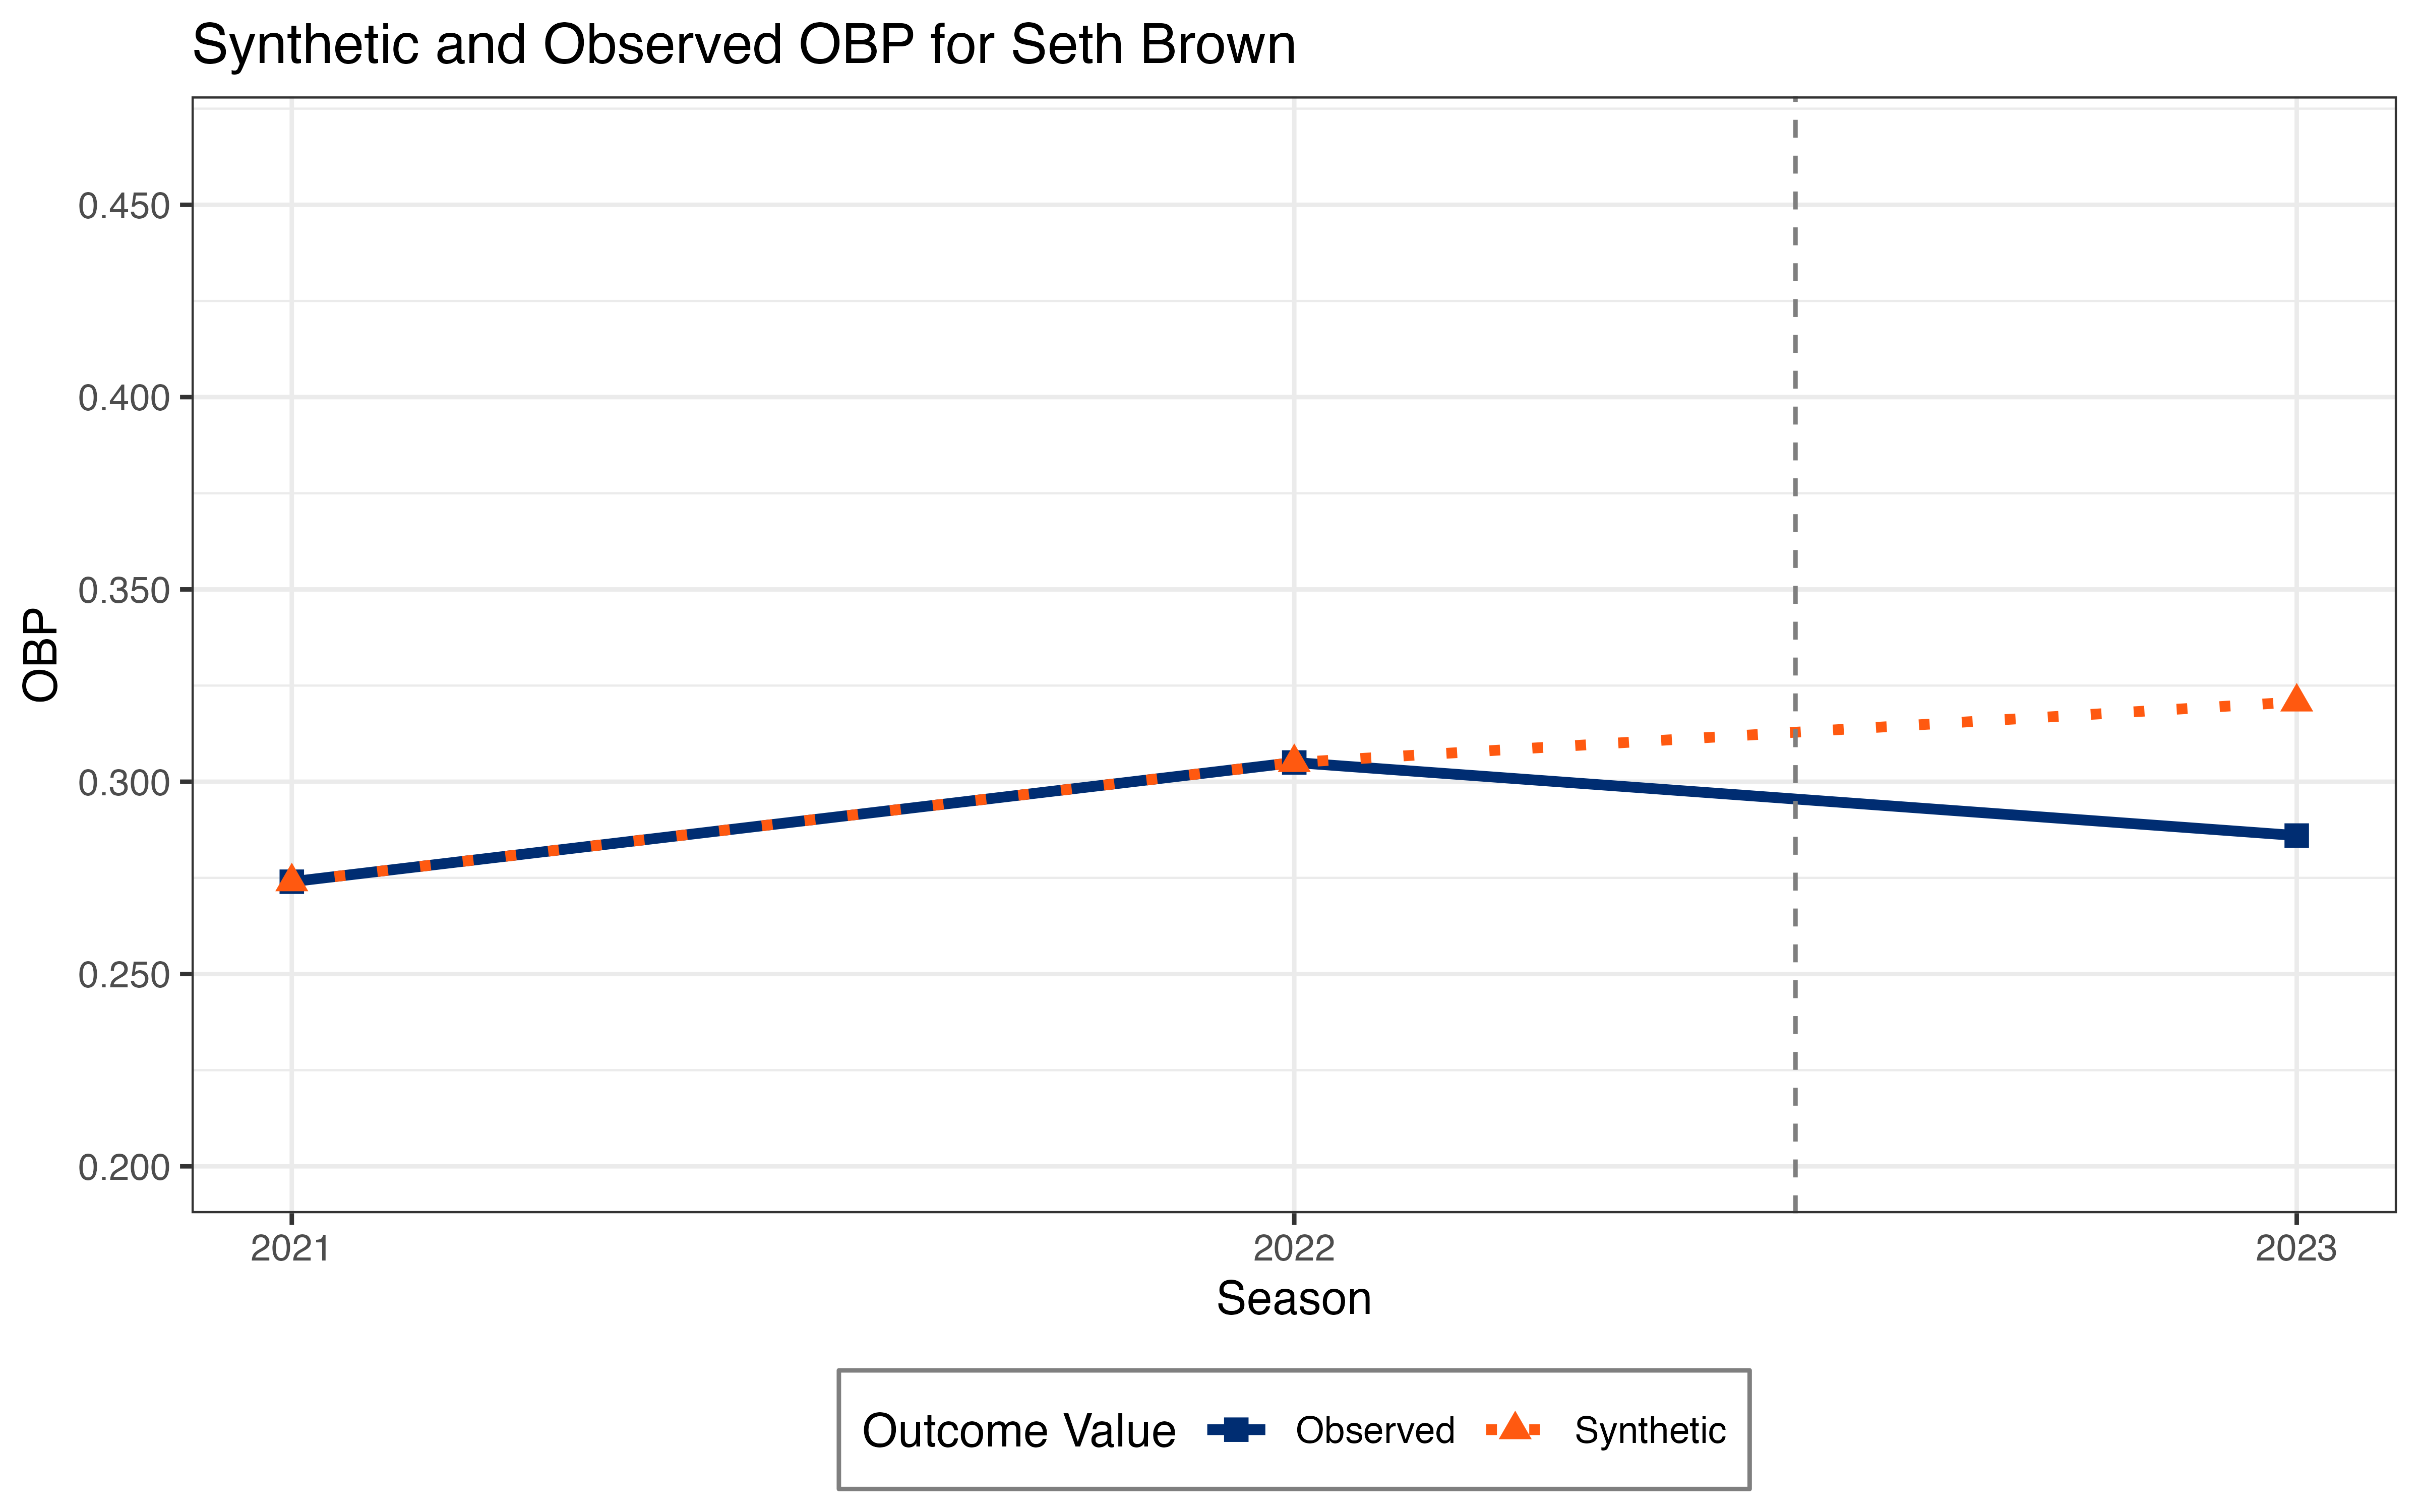 Synthetic and Observed OBP for Seth Brown
OBP
0.450
0.400
0.350
0.300
0.250
0.200
2021 2022 2023
Season
Outcome Value Observed Synthetic